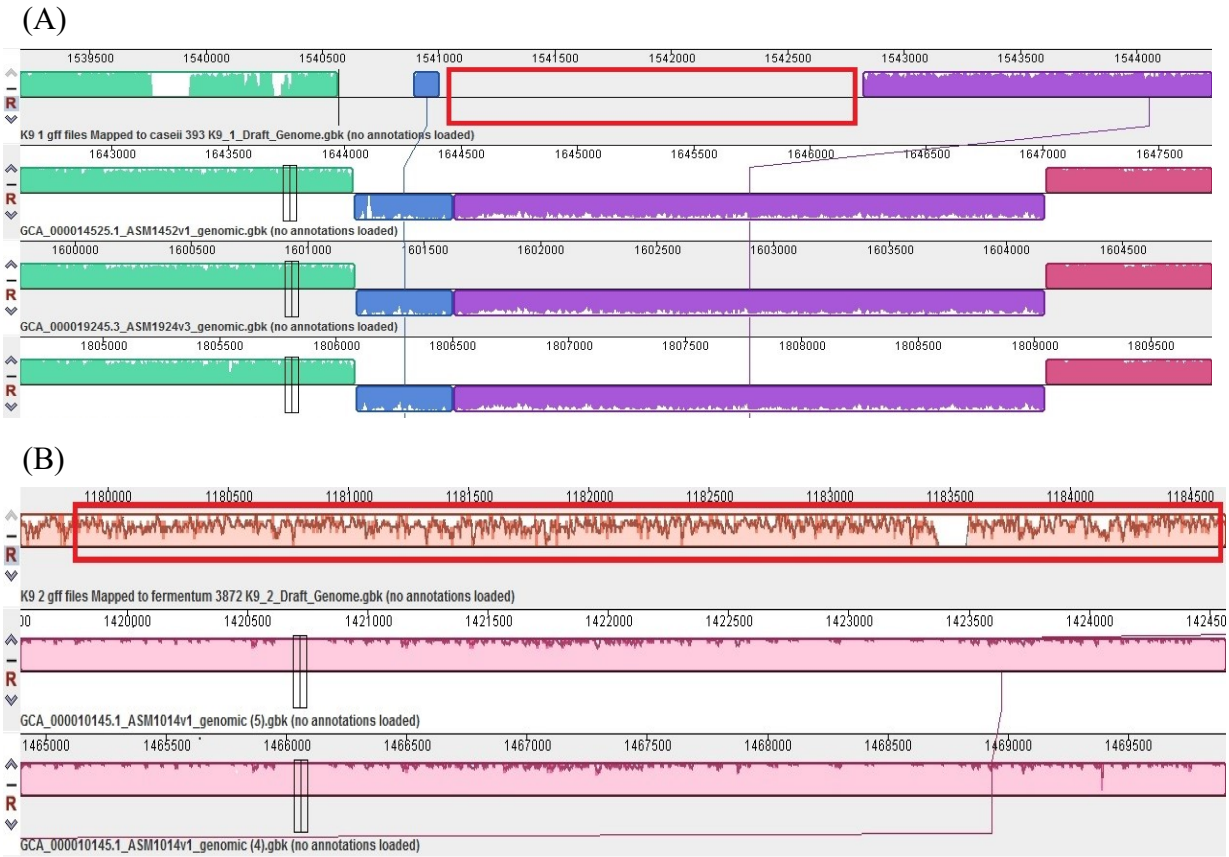 (A)
1539500 1540000 1540500 1541000 1541500 1542000 1542500 1543000 1543500 1544000
R
K9 1 gff files Mapped to caseii 393 K9_1_Draft_Genome.gbk (no annotations loaded)
1643000 1643500 1644000 1644500 1645000 1645500 1646000 1646500 1647000 1647500
R
GCA_000014525.1_ASM1452v1_genomic.gbk (no annotations loaded)
1600000 1600500 1601000 1601500 1602000 1602500 1603000 1603500 1604000 1604500
R
GCA_000019245.3_ASM1924v3_genomic.gbk (no annotations loaded)
1805000 1805500 1806000 1806500 1807000 1807500 1808000 1808500 1809000 1809500
R
(B)
1180000 1180500 1181000 1181500 1182000 1182500 1183000 1183500 1184000 1184500
R
K9 2 gff files Mapped to fermentum 3872 K9_2_Draft_Genome.gbk (no annotations loaded)
00 1420000 1420500 1421000 1421500 1422000 1422500 1423000 1423500 1424000 142450
R
GCA_000010145.1_ASM1014v1_genomic (5).gbk (no annotations loaded)
1465000 1465500 1466000 1466500 1467000 1467500 1468000 1468500 1469000 1469500
R
GCA_000010145.1_ASM1014v1_genomic (4).gbk (no annotations loaded)